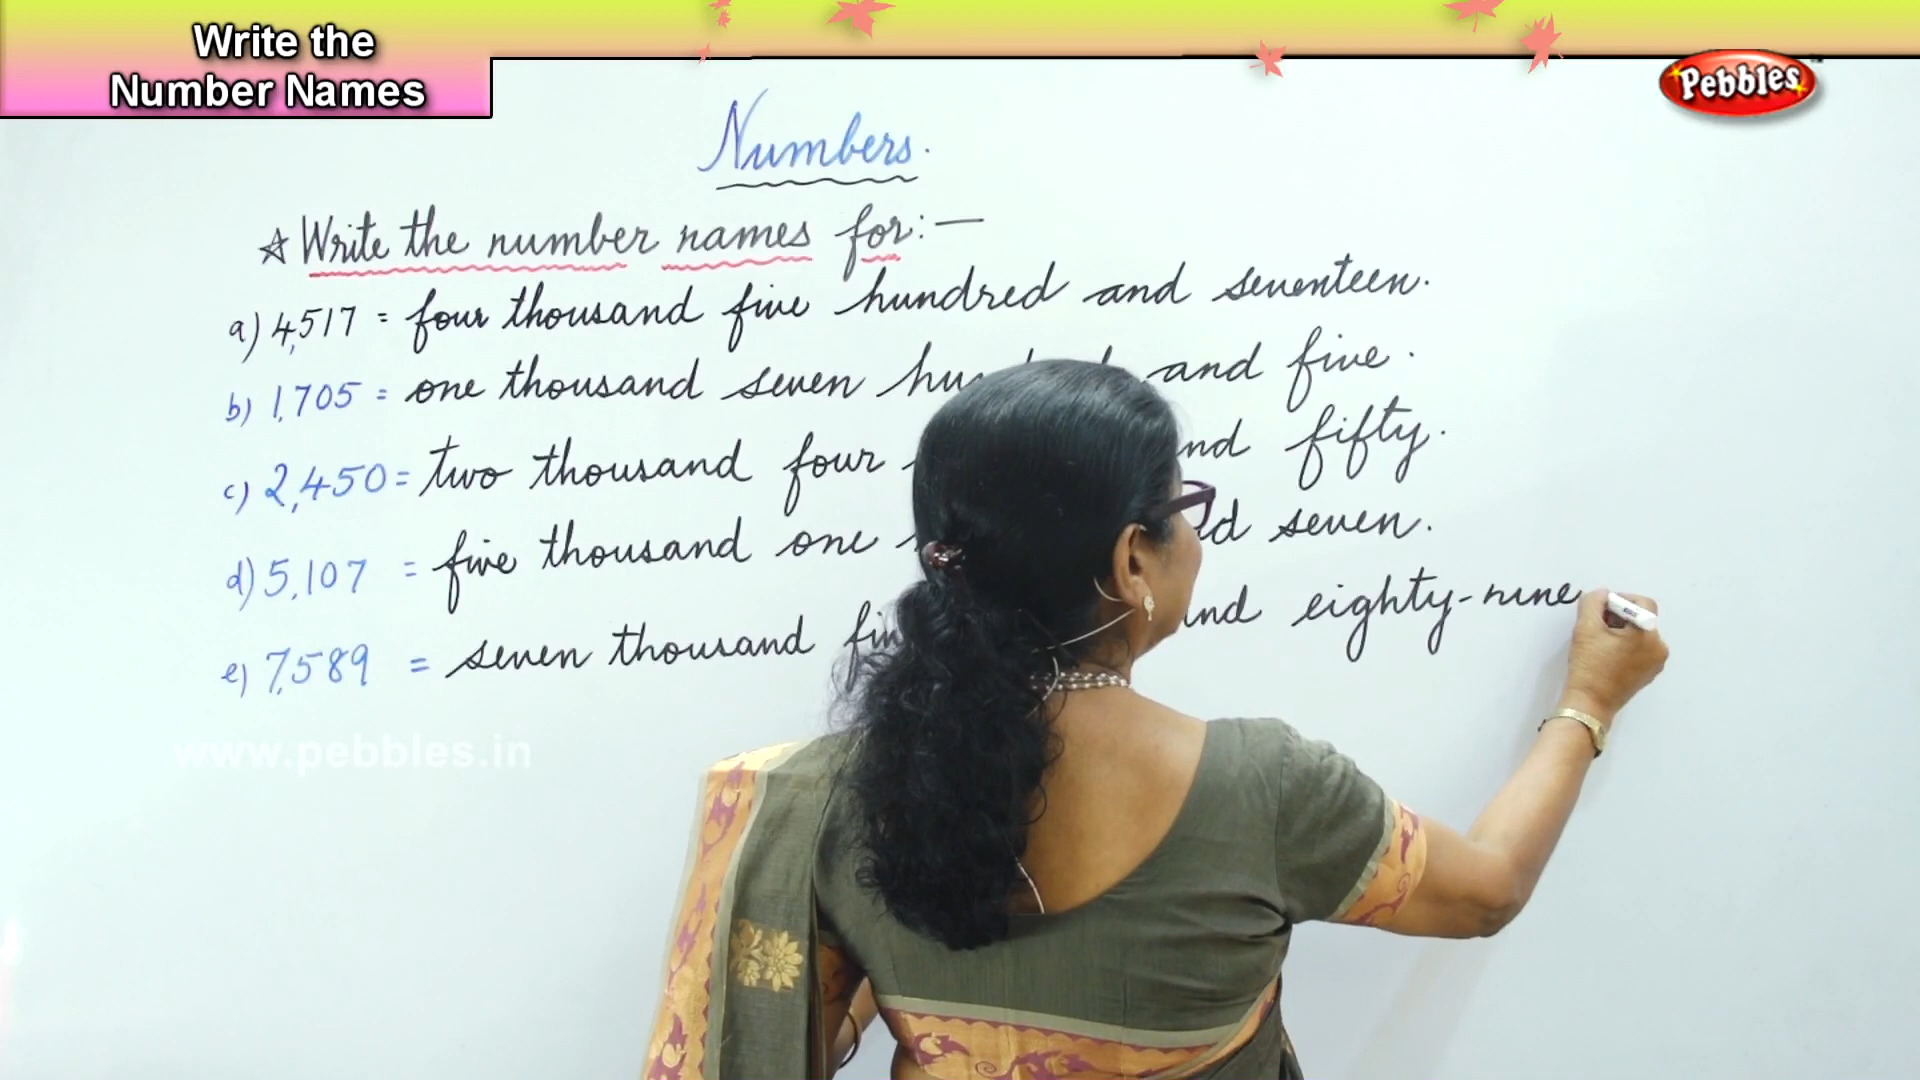 Write the
Number Names
Pebbles
Numbers.
☆ Write the number names for:—
a) 4,517 = four thousand five hundred and seventeen.
b) 1,705 = one thousand seven and five.
c) 2,450 = two thousand four fifty.
d) 5,107 = five thousand one seven.
e) 7,589 = seven thousand eighty-nine
www.pebbles.in